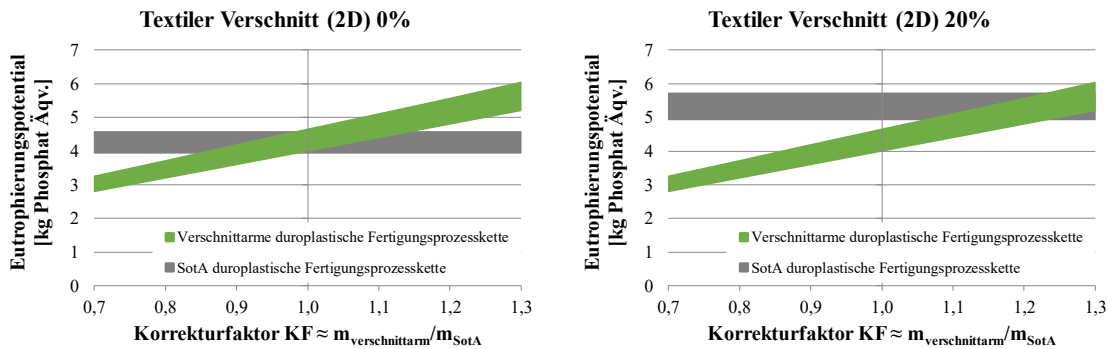 Textiler Verschnitt (2D) 0%
Eutrophierungspotential
[kg Phosphat Äqv.]
7
6
5
4
3
2
1
0
Verschnittarme duroplastische Fertigungsprozesskette
SotA duroplastische Fertigungsprozesskette
0,7 0,8 0,9 1,0 1,1 1,2 1,3
Korrekturfaktor KF ≈ m_verschnittarm/m_SotA
Textiler Verschnitt (2D) 20%
Eutrophierungspotential
[kg Phosphat Äqv.]
7
6
5
4
3
2
1
0
Verschnittarme duroplastische Fertigungsprozesskette
SotA duroplastische Fertigungsprozesskette
0,7 0,8 0,9 1,0 1,1 1,2 1,3
Korrekturfaktor KF ≈ m_verschnittarm/m_SotA